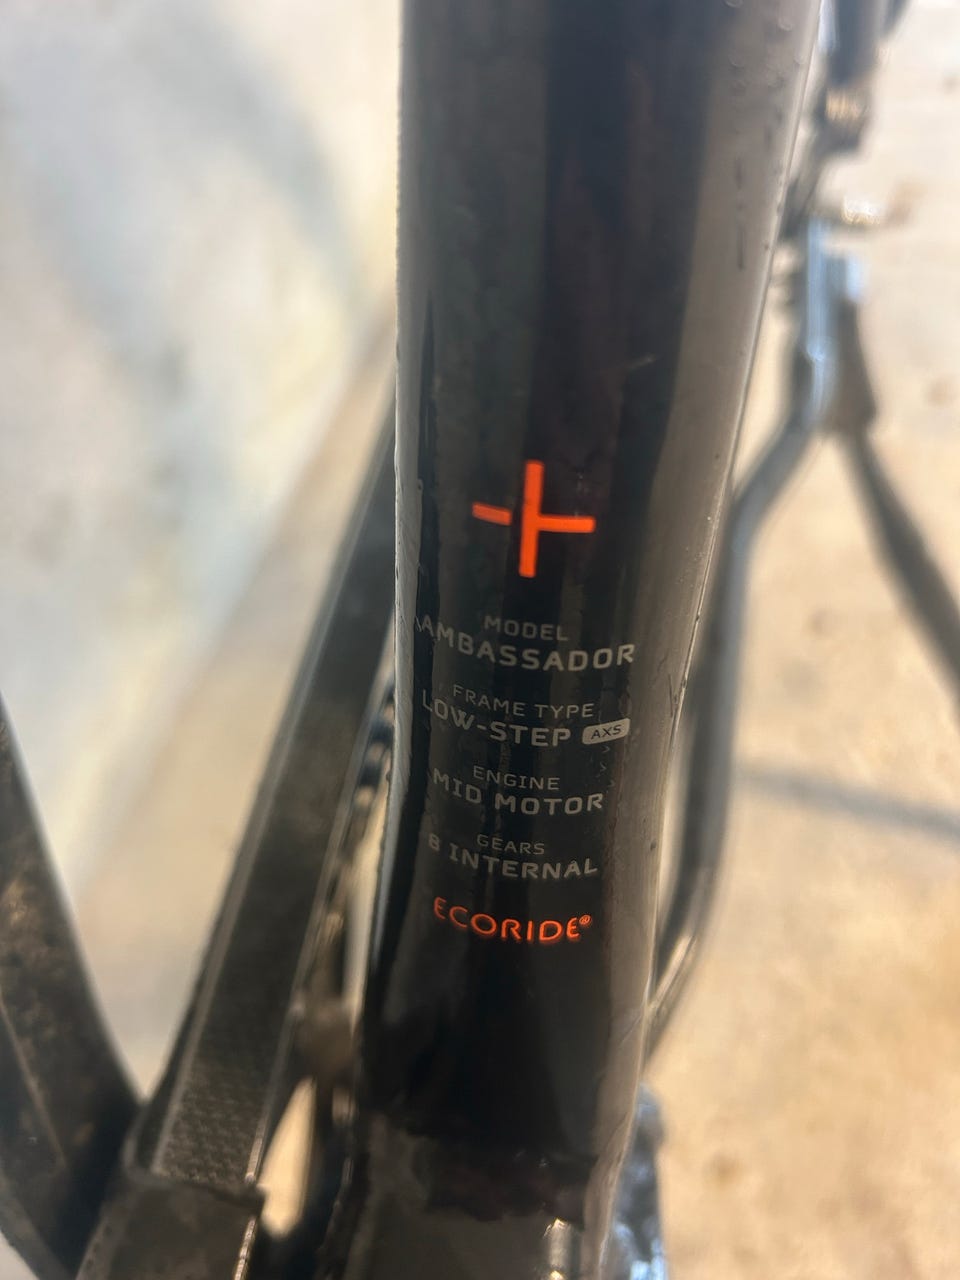 MODEL
AMBASSADOR
FRAME TYPE
LOW-STEP AXS
ENGINE
MID MOTOR
GEARS
8 INTERNAL
ECORIDE®